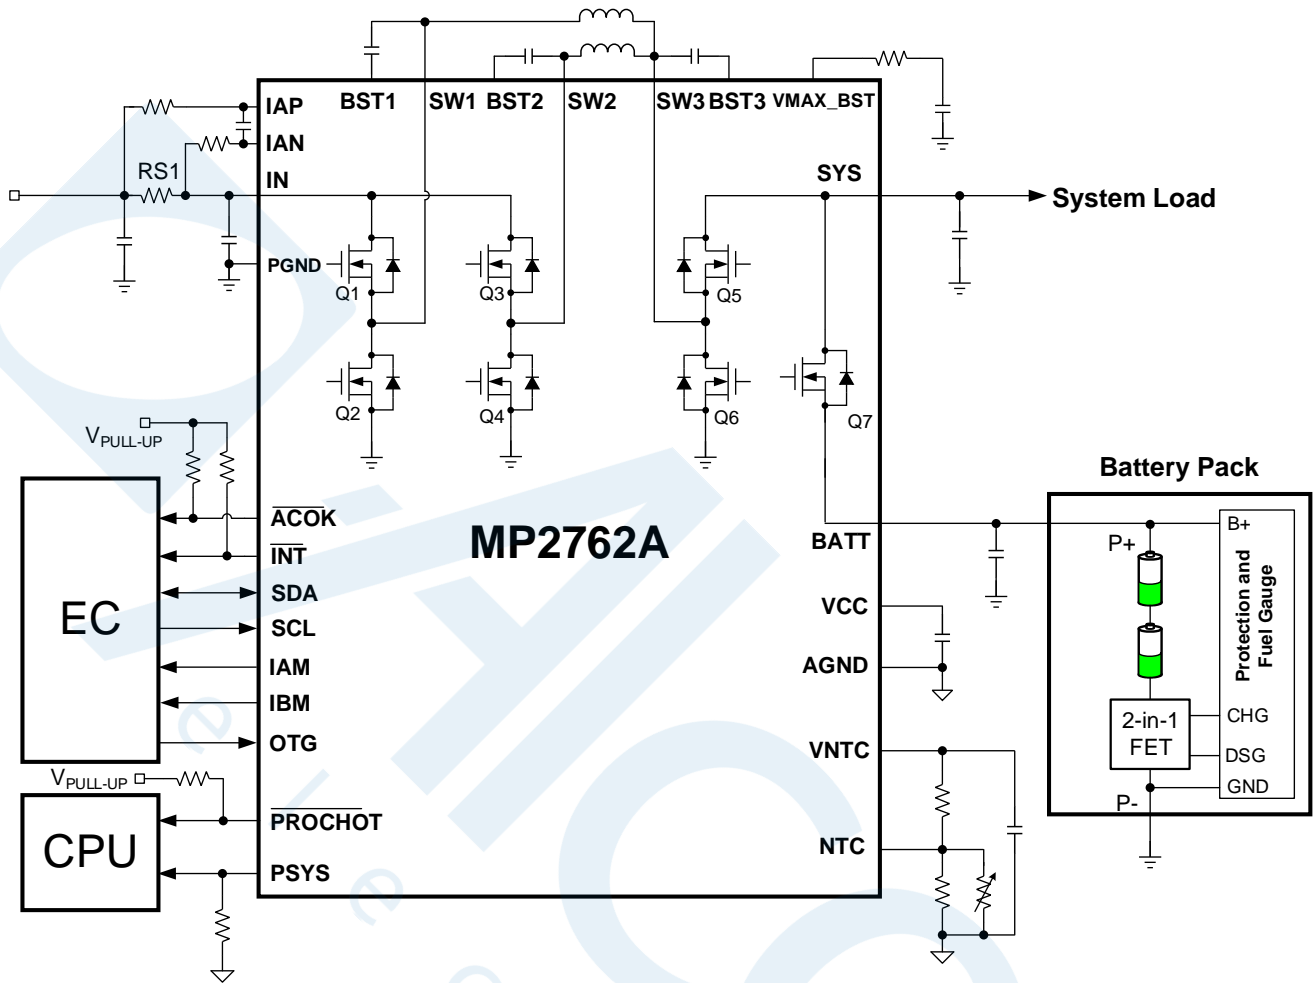 BST1 SW1 BST2 SW2 SW3 BST3 VMAX_BST
IAP
IAN
RS1
IN
SYS
System Load
PGND
Q1
Q3
Q5
Q2
Q4
Q6
Q7
VPULL-UP
Battery Pack
ACOK
MP2762A
BATT
B+
P+
INT
EC
SDA
VCC
Protection and
Fuel Gauge
SCL
IAM
AGND
IBM
2-in-1
FET
CHG
OTG
VNTC
DSG
VPULL-UP
GND
P-
CPU
PROCHOT
NTC
PSYS
e
l
e